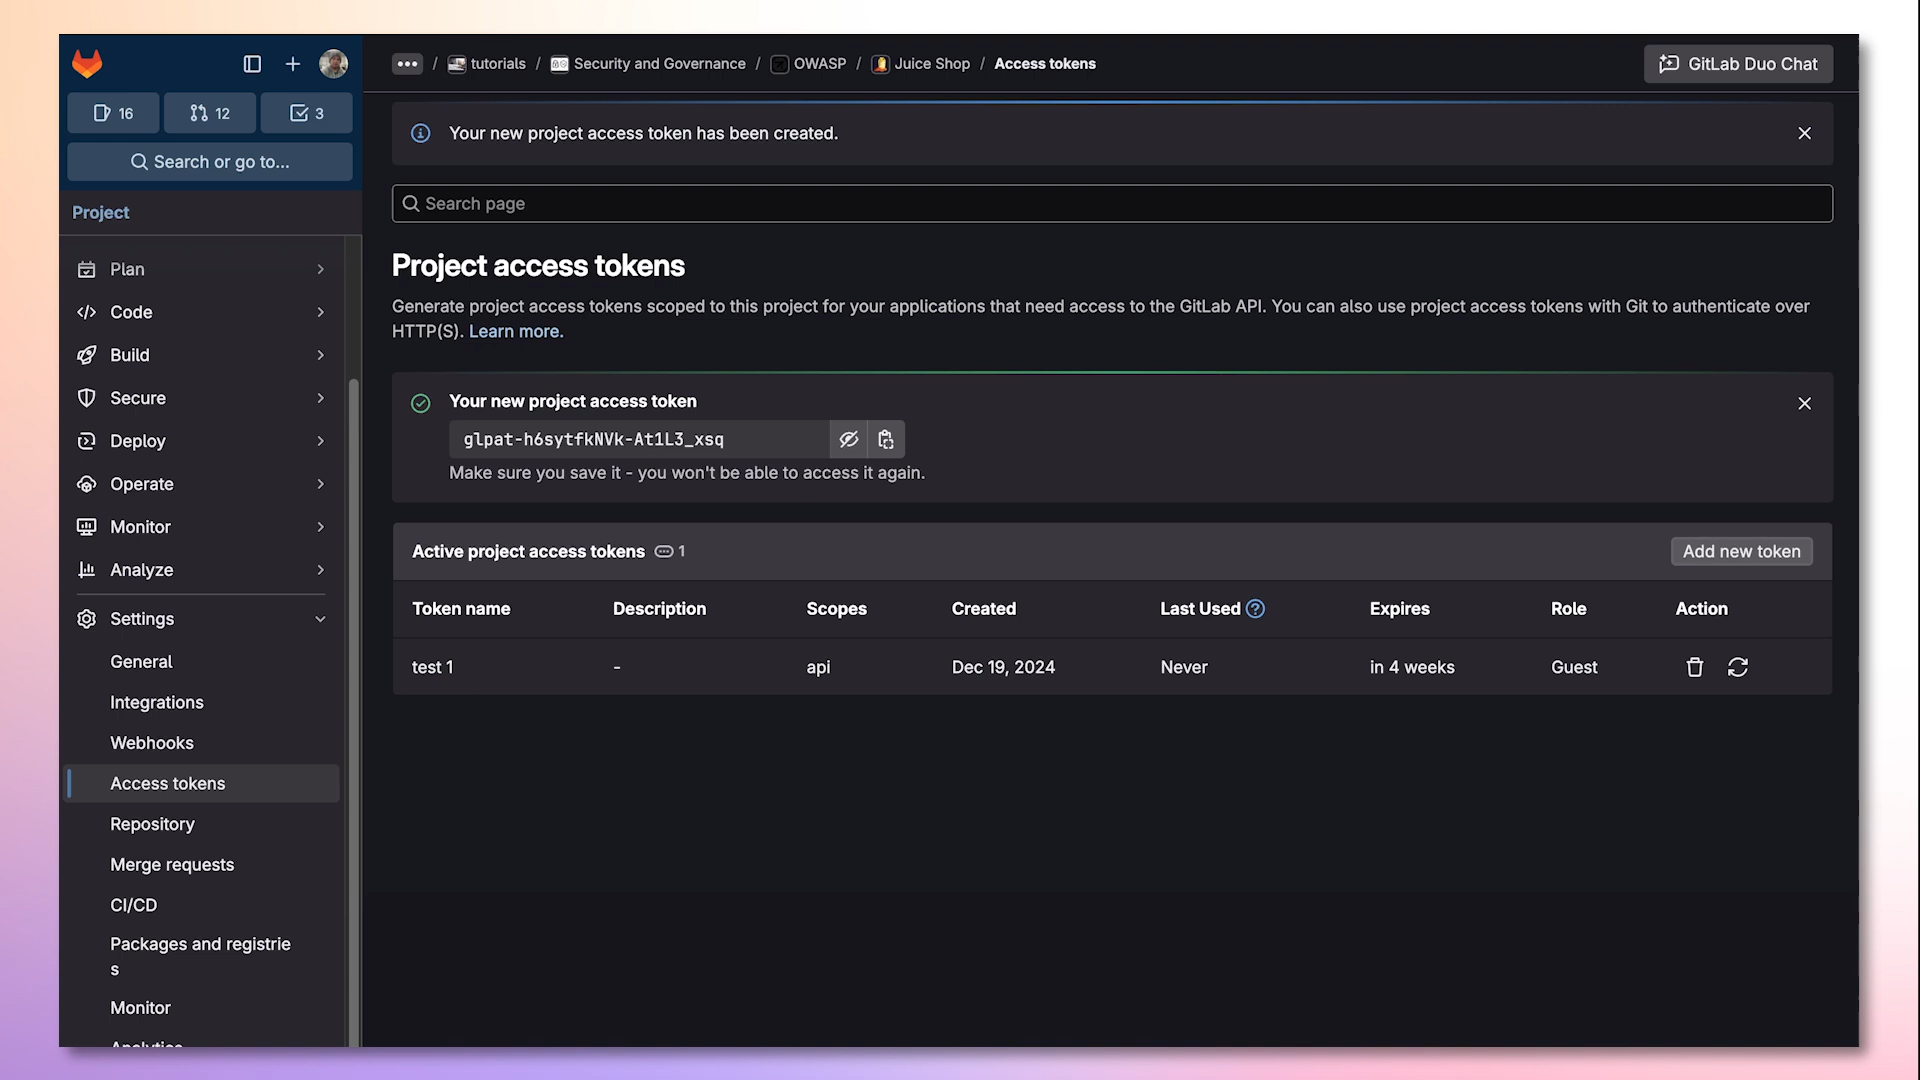 16
12
3
Search or go to...
Project
Plan
Code
Build
Secure
Deploy
Operate
Monitor
Analyze
Settings
General
Integrations
Webhooks
Access tokens
Repository
Merge requests
CI/CD
Packages and registrie
s
Monitor
Analytics
••• / tutorials / Security and Governance / OWASP / Juice Shop / Access tokens
GitLab Duo Chat
Your new project access token has been created.
Search page
Project access tokens
Generate project access tokens scoped to this project for your applications that need access to the GitLab API. You can also use project access tokens with Git to authenticate over
HTTP(S). Learn more.
Your new project access token
glpat-h6sytfkNVk-At1L3_xsq
Make sure you save it - you won't be able to access it again.
Active project access tokens 1
Add new token
Token name Description Scopes Created Last Used Expires Role Action
test 1 - api Dec 19, 2024 Never in 4 weeks Guest